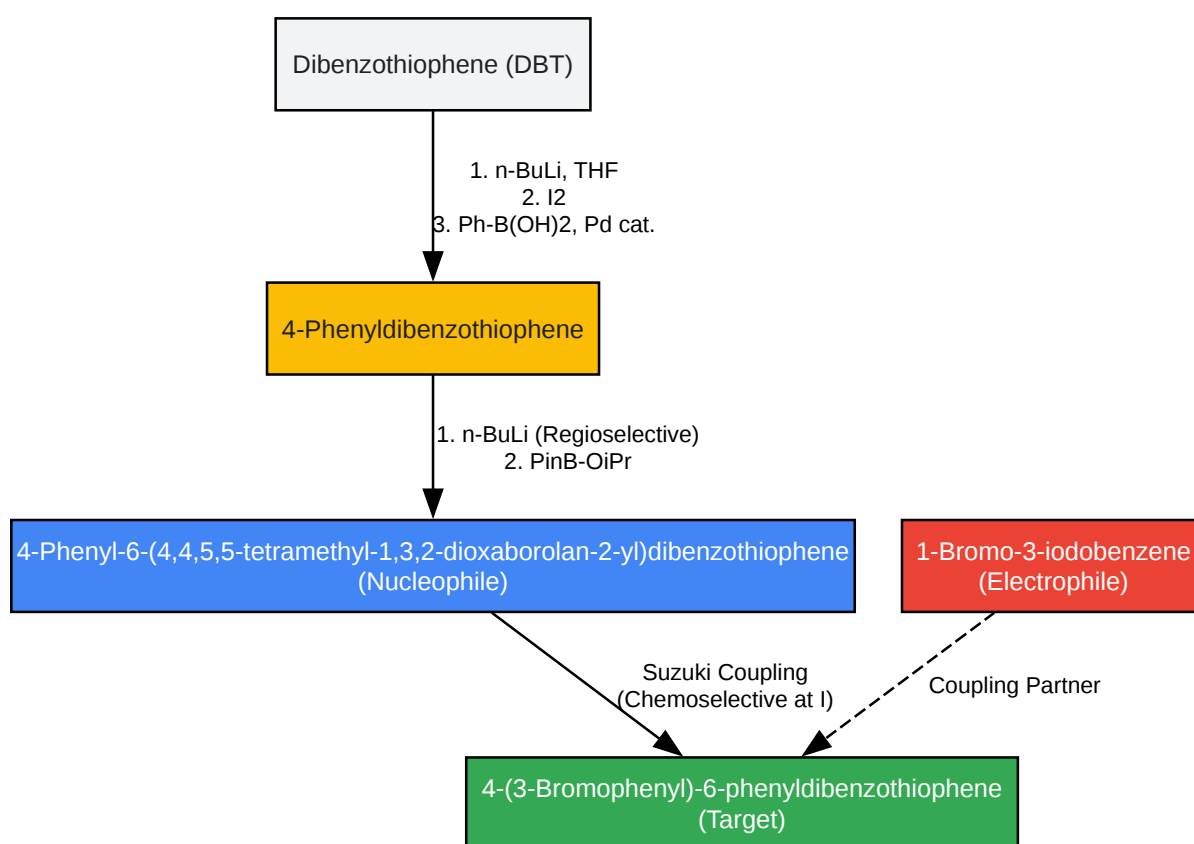 Dibenzothiophene (DBT)
1. n-BuLi, THF
2. I2
3. Ph-B(OH)2, Pd cat.
4-Phenyldibenzothiophene
1. n-BuLi (Regioselective)
2. PinB-OiPr
4-Phenyl-6-(4,4,5,5-tetramethyl-1,3,2-dioxaborolan-2-yl)dibenzothiophene
(Nucleophile)
1-Bromo-3-iodobenzene
(Electrophile)
Suzuki Coupling
(Chemoselective at I)
Coupling Partner
4-(3-Bromophenyl)-6-phenyldibenzothiophene
(Target)